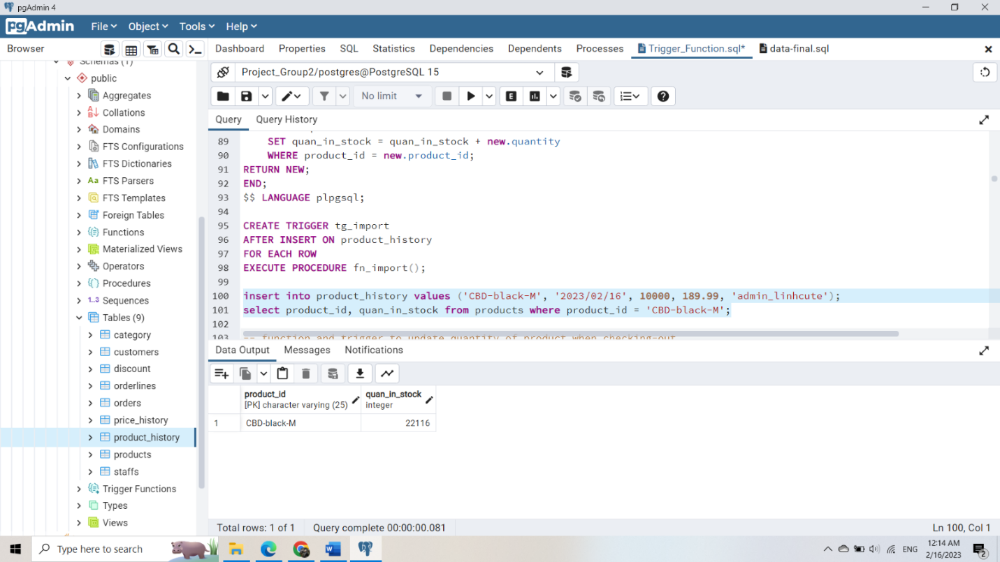 pgAdmin 4
pgAdmin File Object Tools Help
Browser
Dashboard Properties SQL Statistics Dependencies Dependents Processes Trigger_Function.sql* data-final.sql
Schemas (1)
public
Aggregates
Collations
Domains
FTS Configurations
FTS Dictionaries
Aa FTS Parsers
FTS Templates
Foreign Tables
Functions
Materialized Views
Operators
Procedures
1..3 Sequences
Tables (9)
category
customers
discount
orderlines
orders
price_history
product_history
products
staffs
Trigger Functions
Types
Views
Project_Group2/postgres@PostgreSQL 15
No limit
E
Query Query History
89 SET quan_in_stock = quan_in_stock + new.quantity
90 WHERE product_id = new.product_id;
91 RETURN NEW;
92 END;
93 $$ LANGUAGE plpgsql;
94
95 CREATE TRIGGER tg_import
96 AFTER INSERT ON product_history
97 FOR EACH ROW
98 EXECUTE PROCEDURE fn_import();
99
100 insert into product_history values ('CBD-black-M', '2023/02/16', 10000, 189.99, 'admin_linhcute');
101 select product_id, quan_in_stock from products where product_id = 'CBD-black-M';
102
103 -- function and trigger to update quantity of product when checking-out
Data Output Messages Notifications
product_id quan_in_stock
[PK] character varying (25) integer
1 CBD-black-M 22116
Total rows: 1 of 1 Query complete 00:00:00.081 Ln 100, Col 1
Type here to search
ENG
12:14 AM
2/16/2023
2